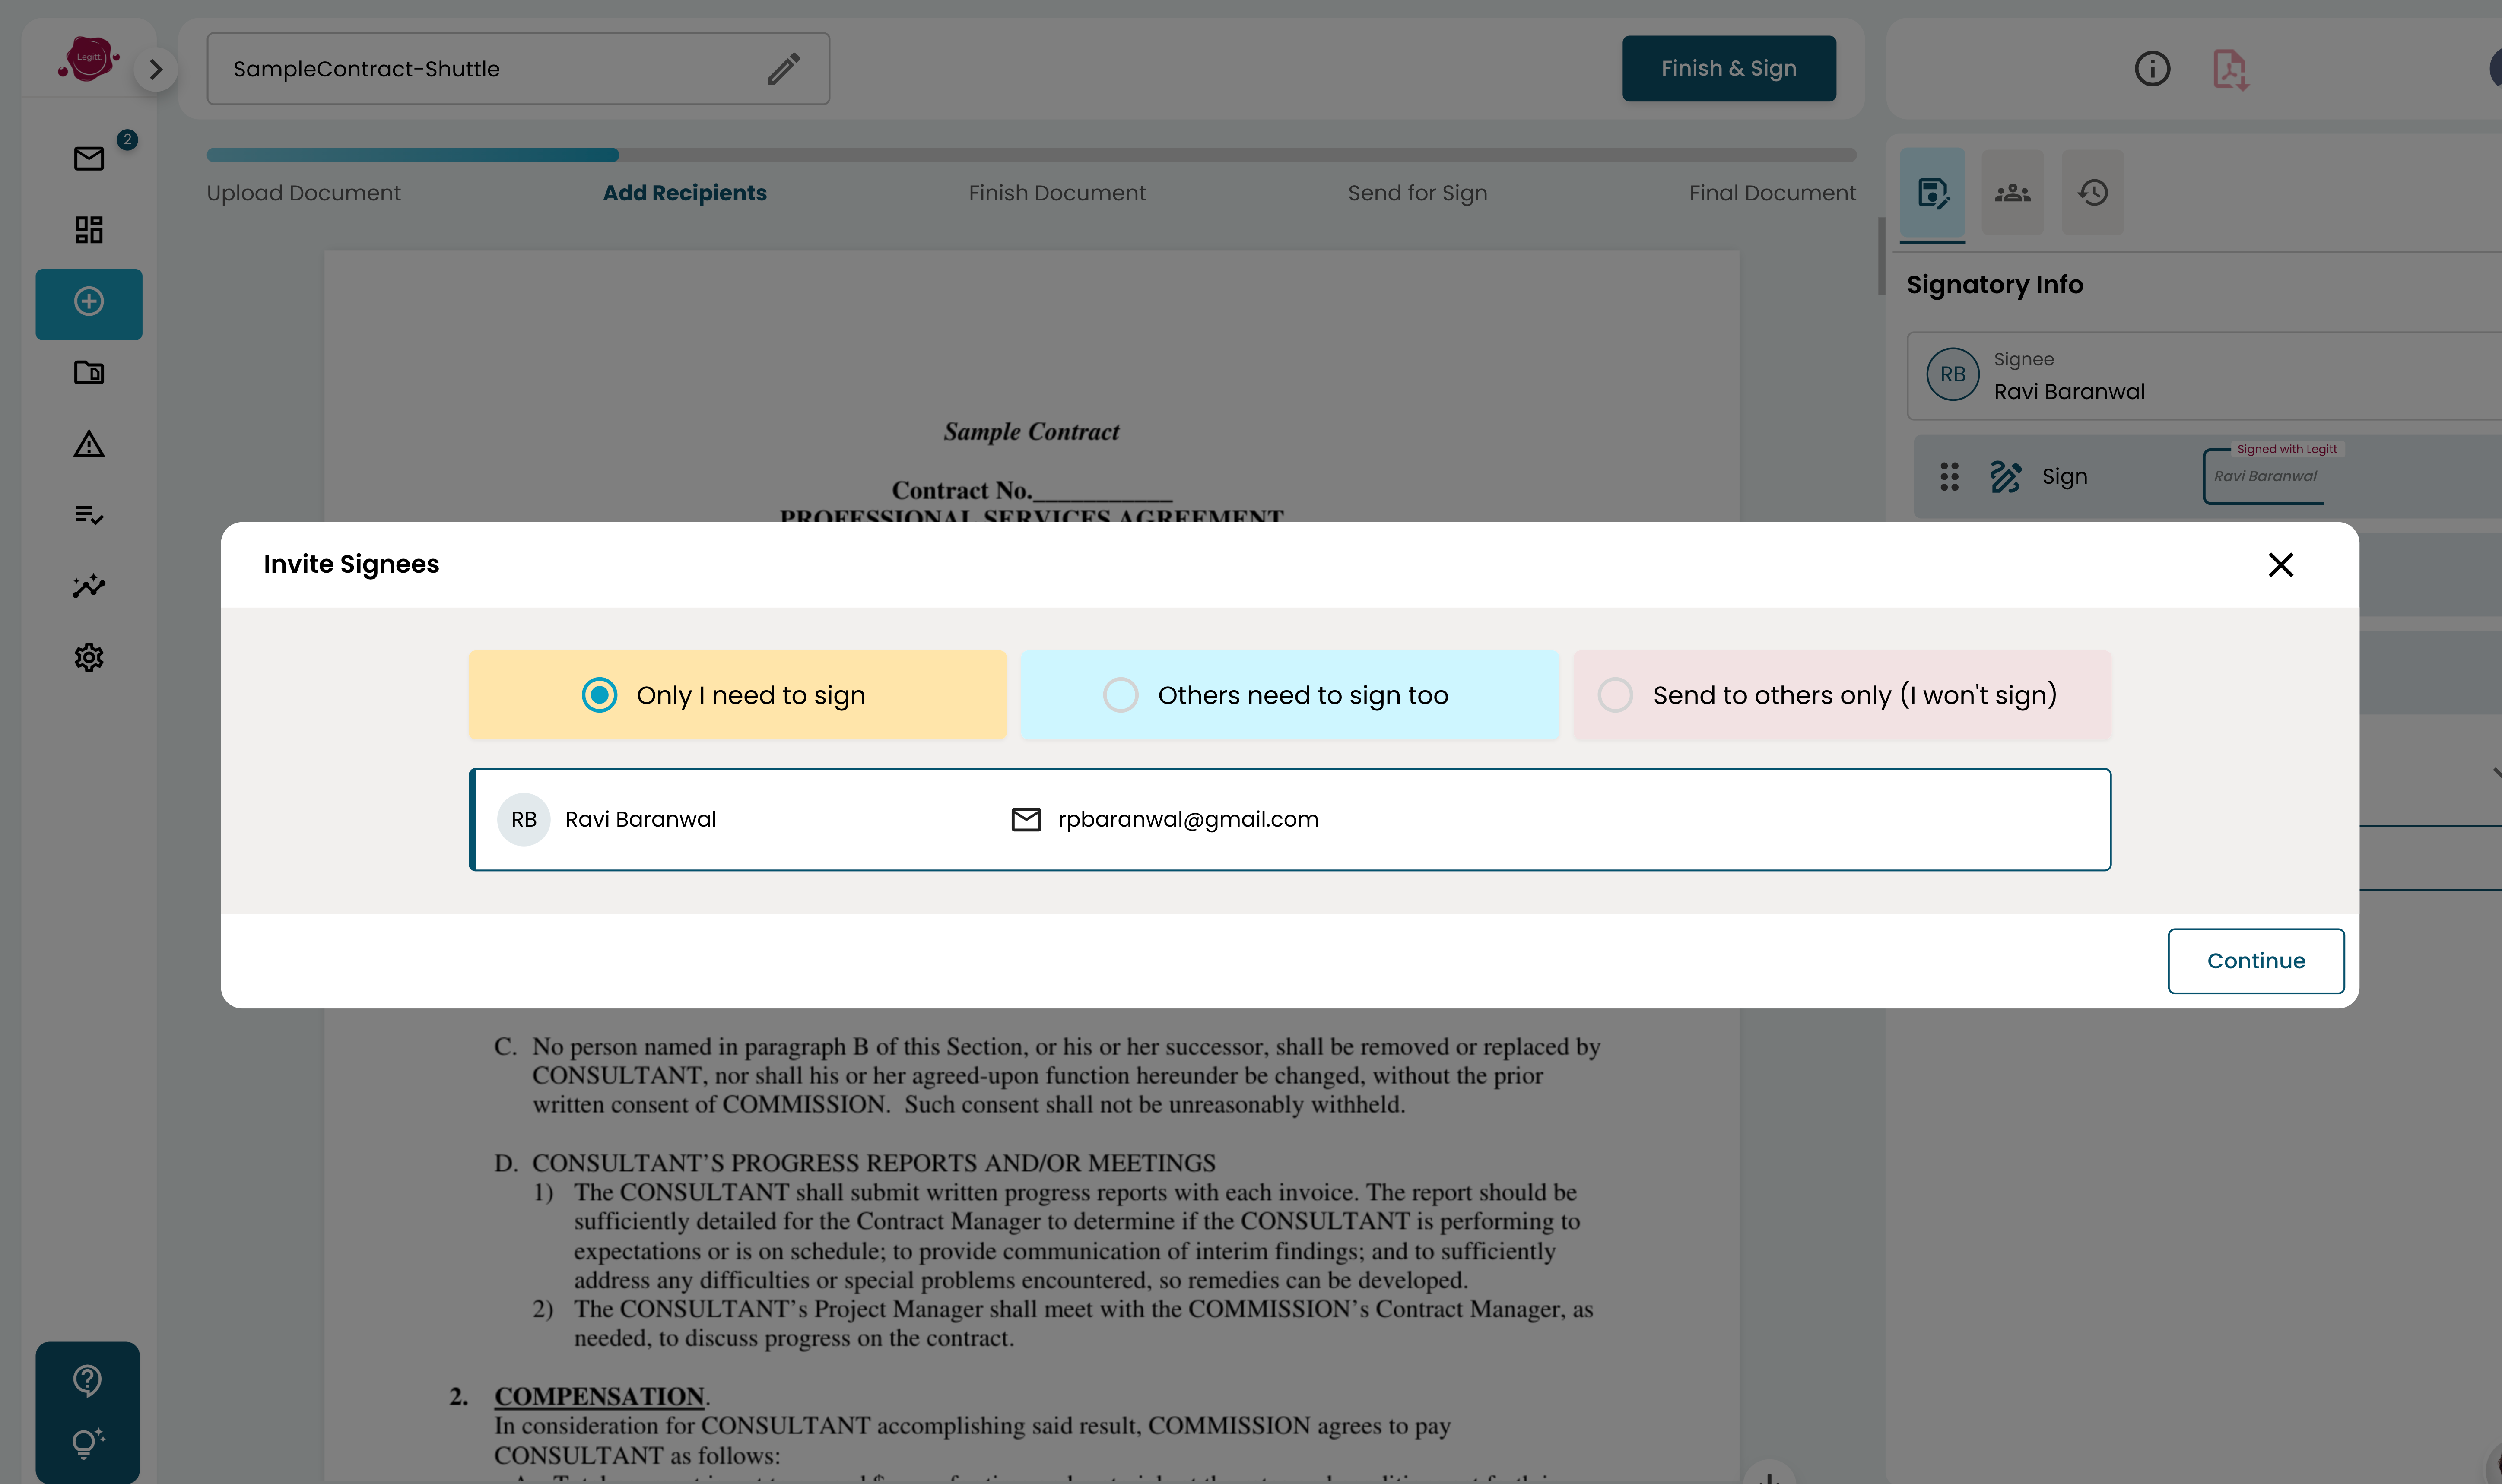 Legitt.
SampleContract-Shuttle
Finish & Sign
2
Upload Document
Add Recipients
Finish Document
Send for Sign
Final Document
Signatory Info
RB
Signee
Ravi Baranwal
Sign
Signed with Legitt
Ravi Baranwal
Sample Contract
Contract No.___________
PROFESSIONAL SERVICES AGREEMENT
Invite Signees
Only I need to sign
Others need to sign too
Send to others only (I won't sign)
RB
Ravi Baranwal
rpbaranwal@gmail.com
Continue
C. No person named in paragraph B of this Section, or his or her successor, shall be removed or replaced by
CONSULTANT, nor shall his or her agreed-upon function hereunder be changed, without the prior
written consent of COMMISSION.  Such consent shall not be unreasonably withheld.
D. CONSULTANT’S PROGRESS REPORTS AND/OR MEETINGS
1) The CONSULTANT shall submit written progress reports with each invoice. The report should be
sufficiently detailed for the Contract Manager to determine if the CONSULTANT is performing to
expectations or is on schedule; to provide communication of interim findings; and to sufficiently
address any difficulties or special problems encountered, so remedies can be developed.
2) The CONSULTANT’s Project Manager shall meet with the COMMISSION’s Contract Manager, as
needed, to discuss progress on the contract.
2. COMPENSATION.
In consideration for CONSULTANT accomplishing said result, COMMISSION agrees to pay
CONSULTANT as follows: